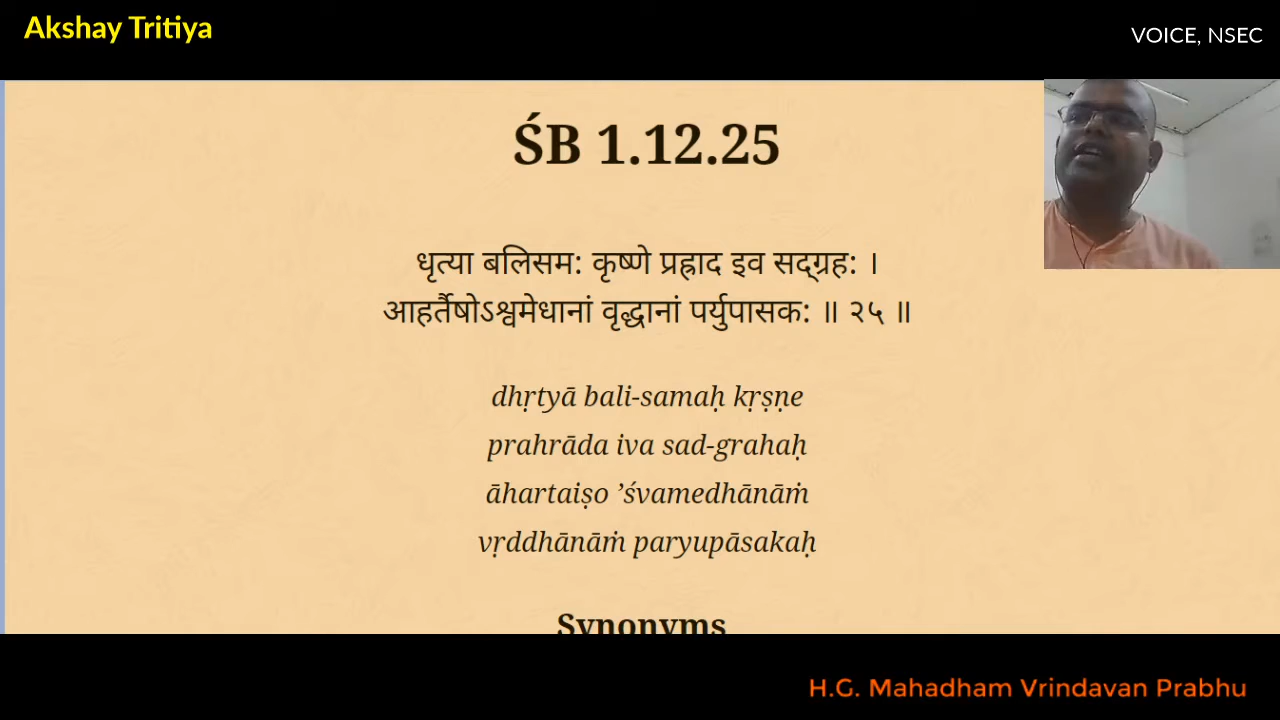 Akshay Tritiya
VOICE, NSEC
ŚB 1.12.25
धृत्या बलिसम: कृष्णे प्रह्राद इव सद्ग्रह: ।
आहर्तैषोऽश्वमेधानां वृद्धानां पर्युपासक: ॥ २५ ॥
dhṛtyā bali-samaḥ kṛṣṇe
prahrāda iva sad-grahaḥ
āhartaiṣo ’śvamedhānāṁ
vṛddhānāṁ paryupāsakaḥ
Synonyms
H.G. Mahadham Vrindavan Prabhu